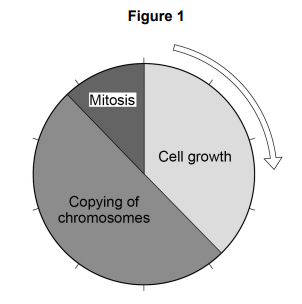 Figure 1
Mitosis
Cell growth
Copying of
chromosomes